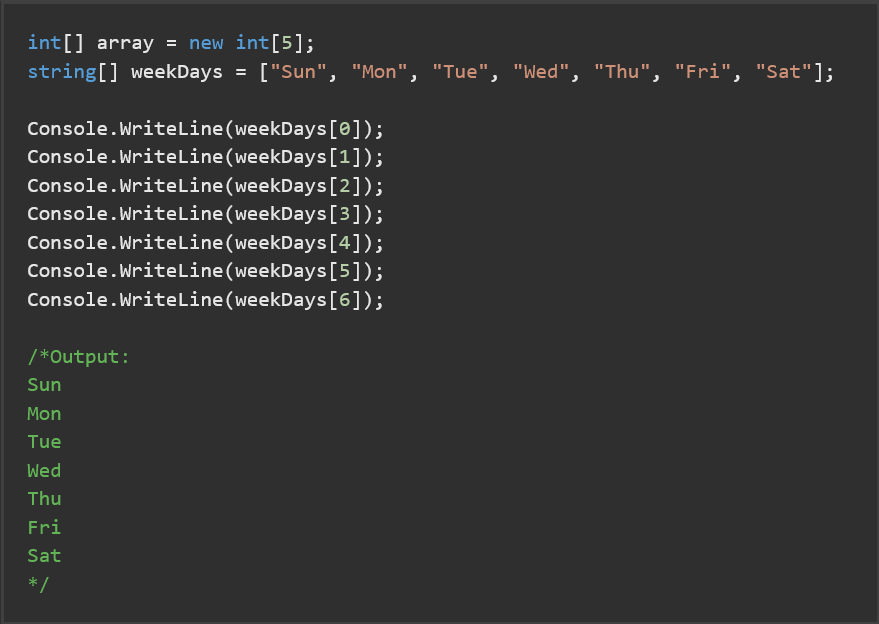 int[] array = new int[5];
string[] weekDays = ["Sun", "Mon", "Tue", "Wed", "Thu", "Fri", "Sat"];
Console.WriteLine(weekDays[0]);
Console.WriteLine(weekDays[1]);
Console.WriteLine(weekDays[2]);
Console.WriteLine(weekDays[3]);
Console.WriteLine(weekDays[4]);
Console.WriteLine(weekDays[5]);
Console.WriteLine(weekDays[6]);
/*Output:
Sun
Mon
Tue
Wed
Thu
Fri
Sat
*/